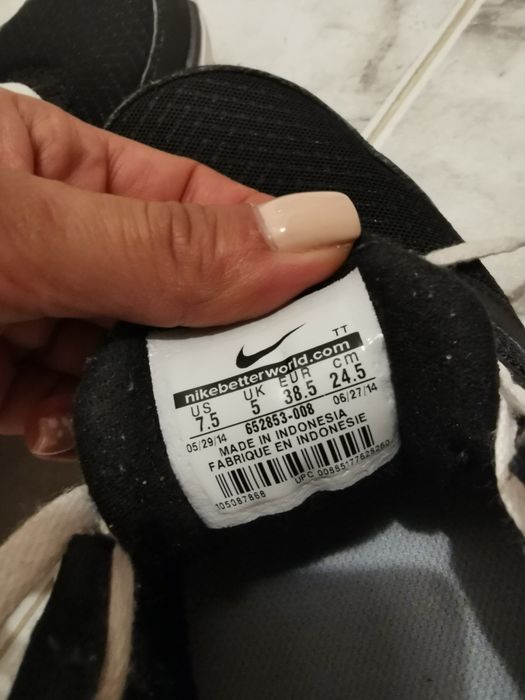 TT
nikebetterworld.com
US UK EUR cm
7.5 5 38.5 24.5
652853-008
05/29/14 06/27/14
MADE IN INDONESIA
FABRIQUE EN INDONESIE
105087868